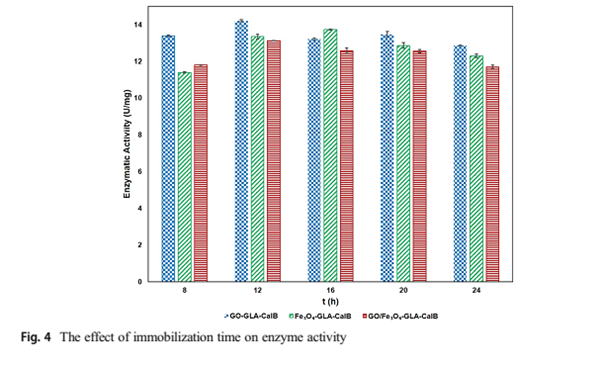 Enzymatic Activiity (U/mg)
14
12
10
8
6
4
2
0
8 12 16 20 24
t (h)
GO-GLA-CalB Fe₃O₄-GLA-CalB GO/Fe₃O₄-GLA-CalB
Fig. 4 The effect of immobilization time on enzyme activity